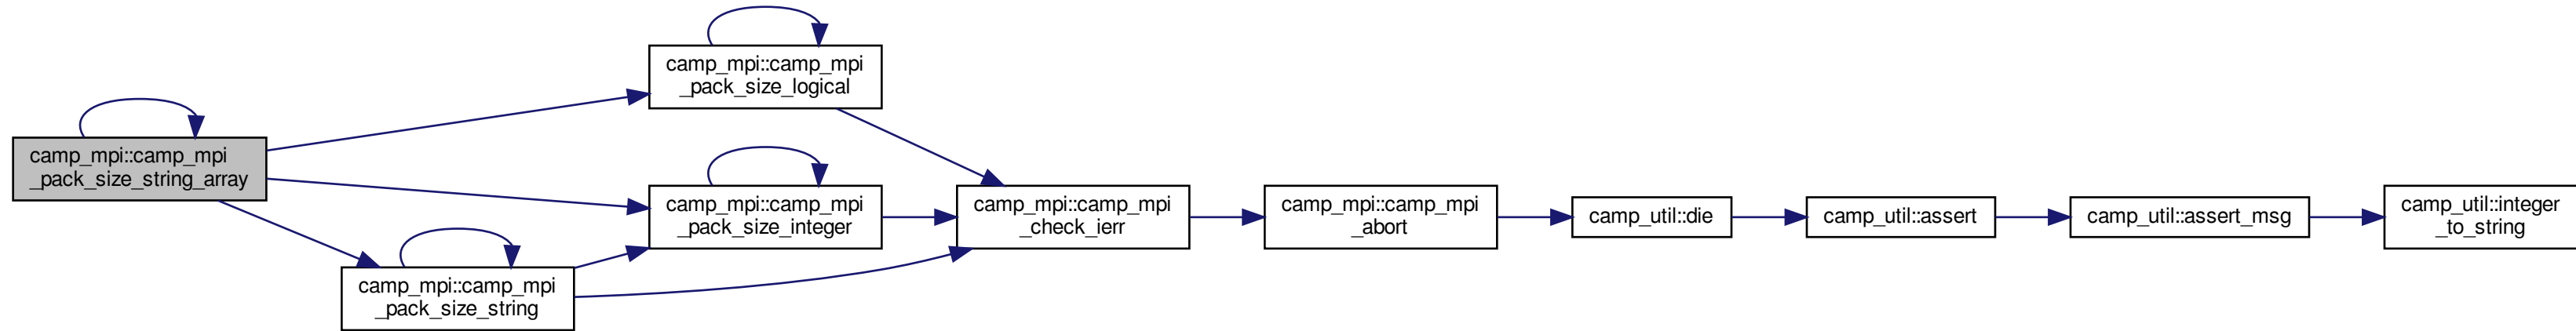 camp_mpi::camp_mpi
_pack_size_string_array
camp_mpi::camp_mpi
_pack_size_logical
camp_mpi::camp_mpi
_pack_size_integer
camp_mpi::camp_mpi
_pack_size_string
camp_mpi::camp_mpi
_check_ierr
camp_mpi::camp_mpi
_abort
camp_util::die
camp_util::assert
camp_util::assert_msg
camp_util::integer
_to_string